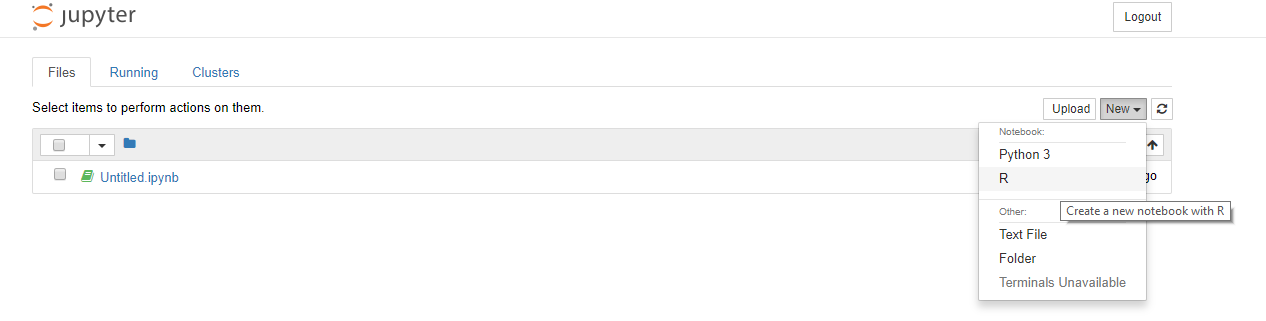 jupyter
Logout
Files Running Clusters
Select items to perform actions on them.
Upload New
Notebook:
Python 3
Untitled.ipynb
go
R
Other:
Create a new notebook with R
Text File
Folder
Terminals Unavailable